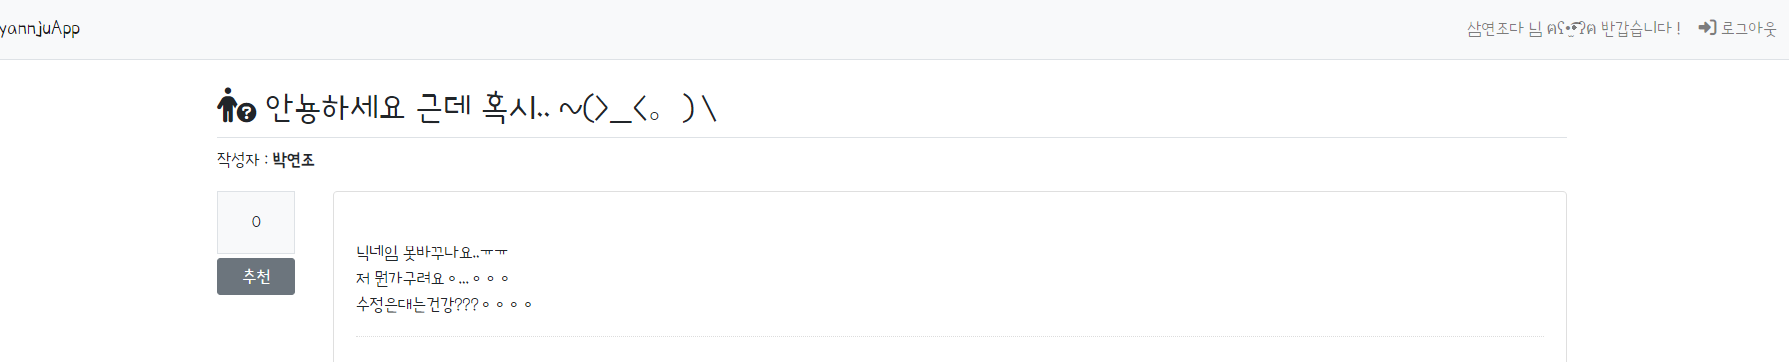 yannjuApp
삼연조다 님 ฅʕ•̫͡•ʔฅ 반갑습니다 ! 로그아웃
안뇽하세요 근데 혹시.. ~(>_<。)\
작성자 : 박연조
0
추천
닉네임 못바꾸나요..ㅠㅠ
저 뭔가구려요ㅇ...ㅇㅇㅇ
수정은대는건강???ㅇㅇㅇㅇ